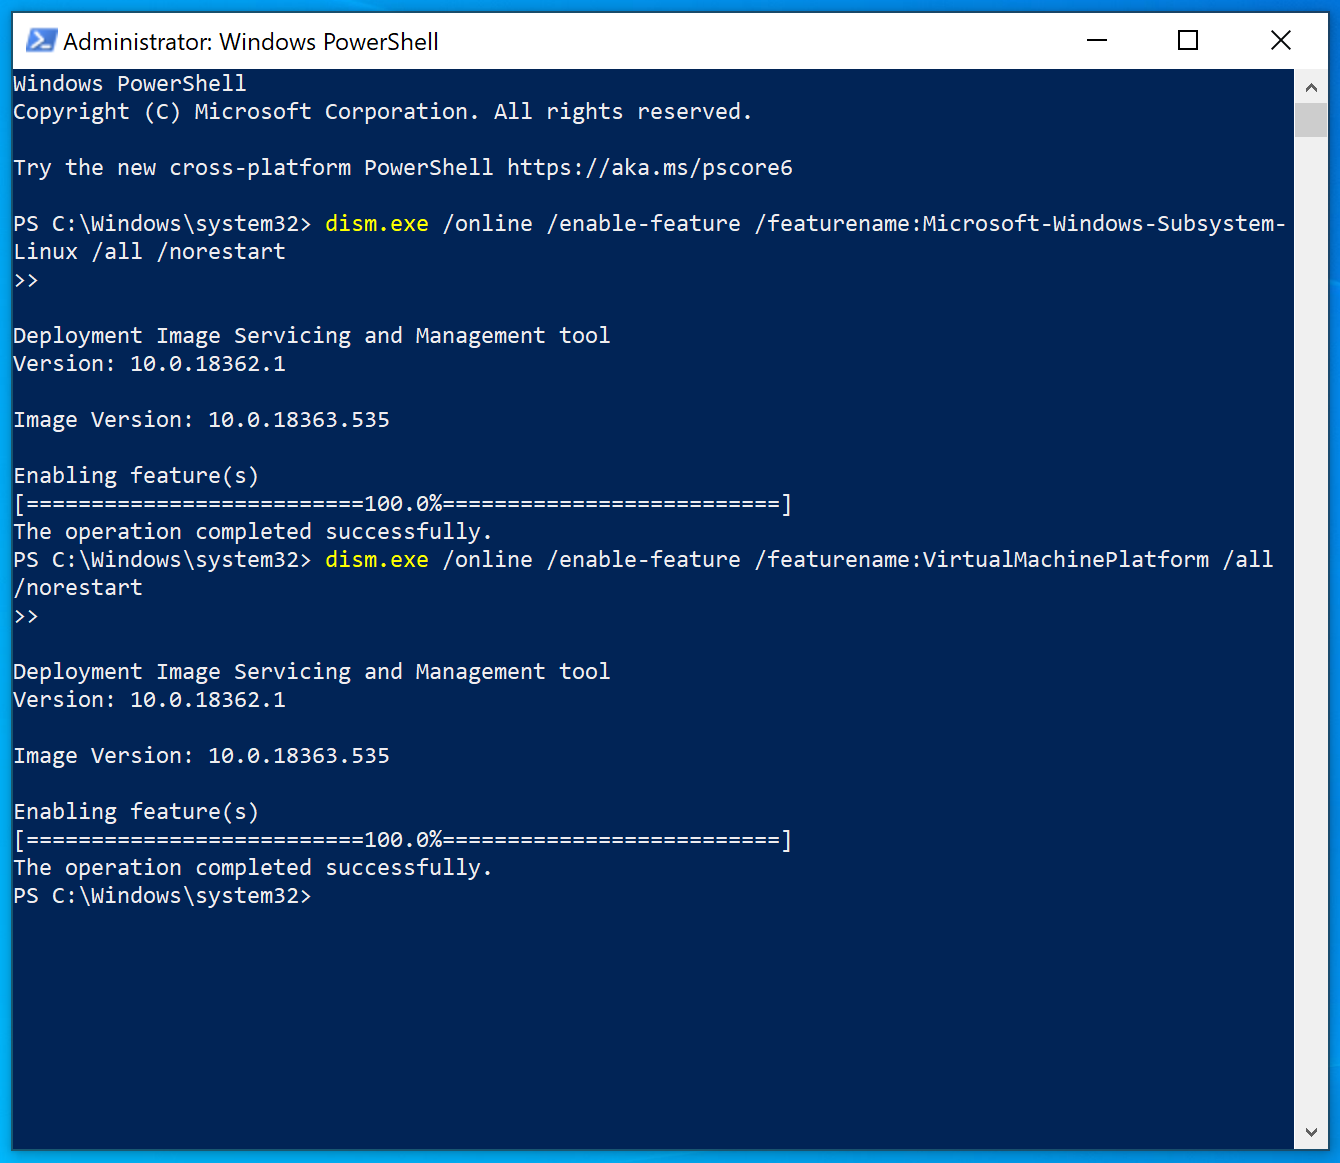 Administrator: Windows PowerShell
Windows PowerShell
Copyright (C) Microsoft Corporation. All rights reserved.
Try the new cross-platform PowerShell https://aka.ms/pscore6
PS C:\Windows\system32> dism.exe /online /enable-feature /featurename:Microsoft-Windows-Subsystem-
Linux /all /norestart
>>
Deployment Image Servicing and Management tool
Version: 10.0.18362.1
Image Version: 10.0.18363.535
Enabling feature(s)
[==========================100.0%==========================]
The operation completed successfully.
PS C:\Windows\system32> dism.exe /online /enable-feature /featurename:VirtualMachinePlatform /all
/norestart
>>
Deployment Image Servicing and Management tool
Version: 10.0.18362.1
Image Version: 10.0.18363.535
Enabling feature(s)
[==========================100.0%==========================]
The operation completed successfully.
PS C:\Windows\system32>